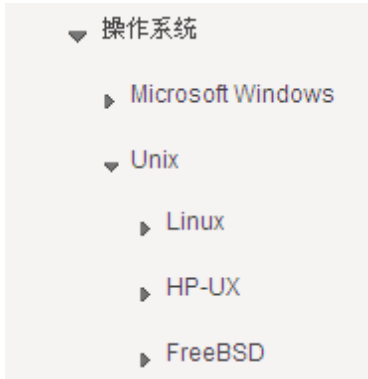 操作系统
Microsoft Windows
Unix
Linux
HP-UX
FreeBSD